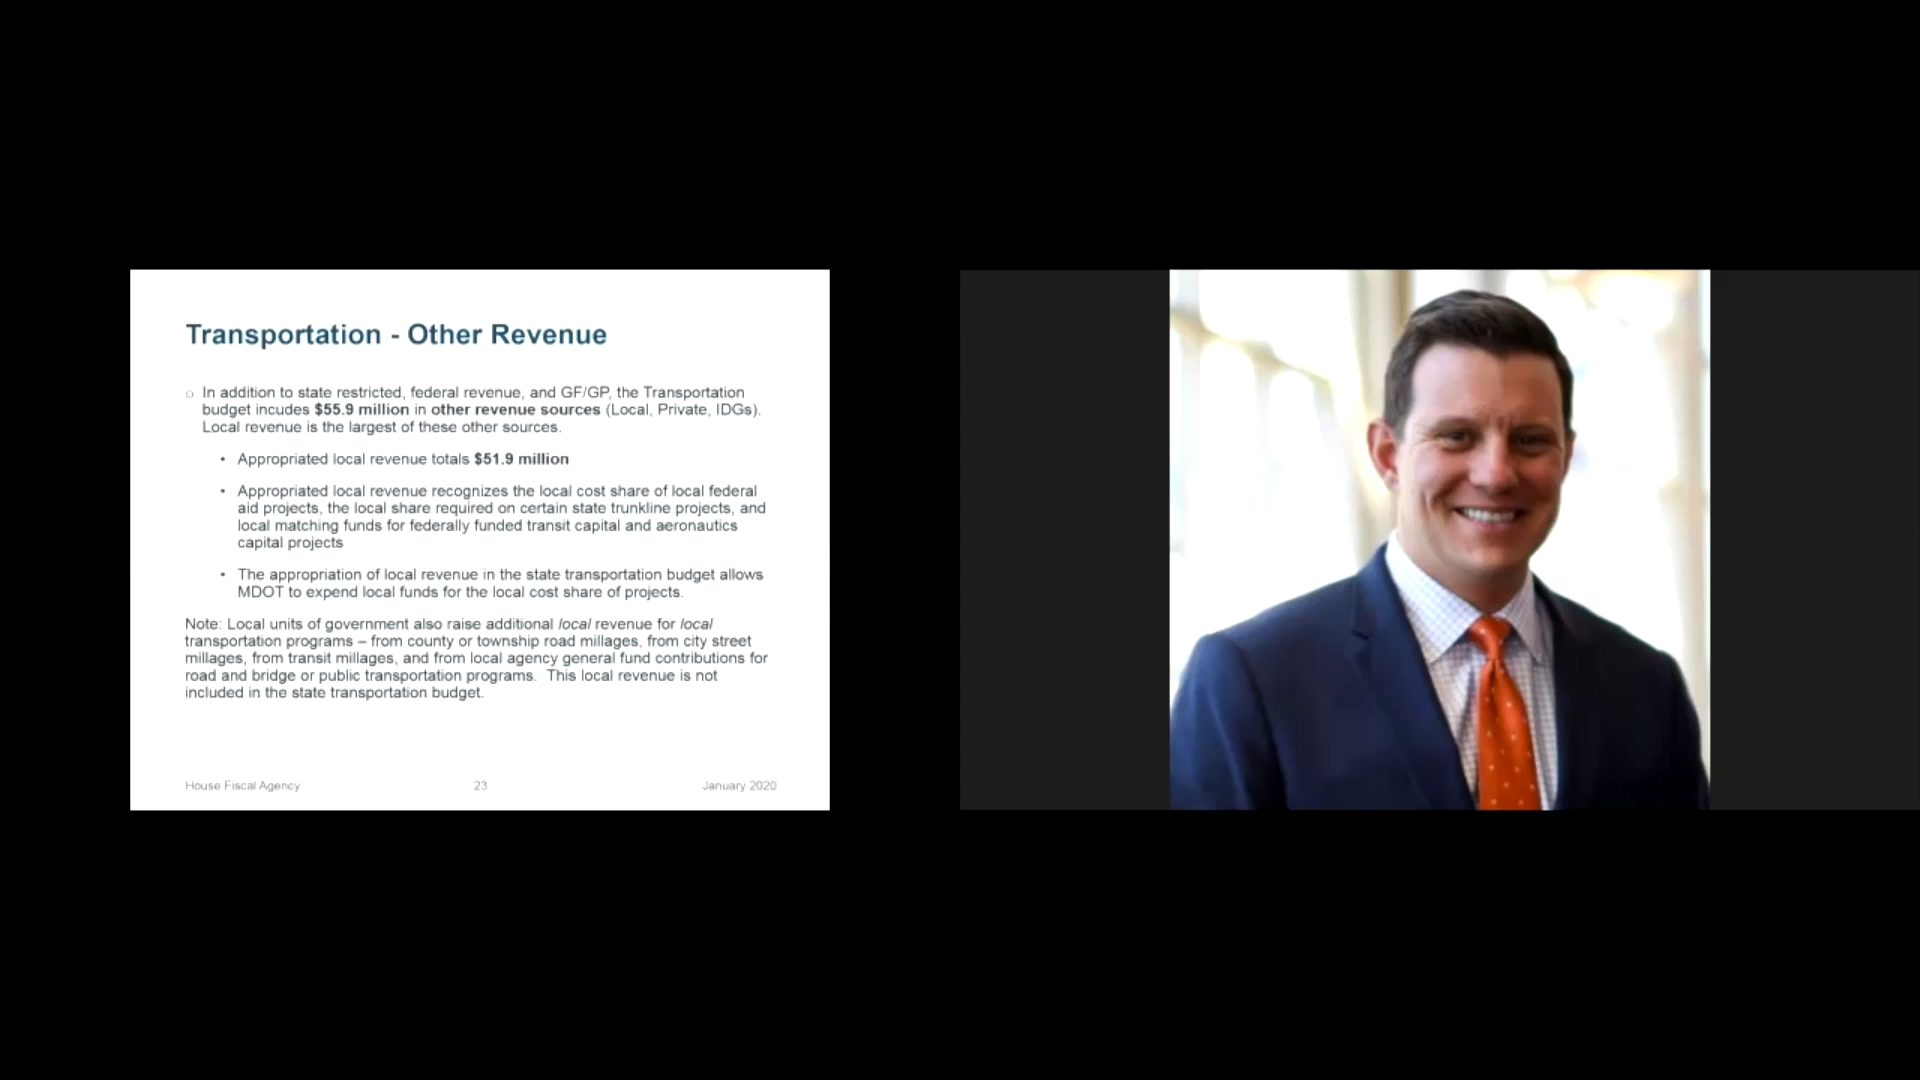 Transportation - Other Revenue
○ In addition to state restricted, federal revenue, and GF/GP, the Transportation
budget incudes $55.9 million in other revenue sources (Local, Private, IDGs).
Local revenue is the largest of these other sources.
• Appropriated local revenue totals $51.9 million
• Appropriated local revenue recognizes the local cost share of local federal
aid projects, the local share required on certain state trunkline projects, and
local matching funds for federally funded transit capital and aeronautics
capital projects
• The appropriation of local revenue in the state transportation budget allows
MDOT to expend local funds for the local cost share of projects.
Note: Local units of government also raise additional local revenue for local
transportation programs – from county or township road millages, from city street
millages, from transit millages, and from local agency general fund contributions for
road and bridge or public transportation programs.  This local revenue is not
included in the state transportation budget.
House Fiscal Agency 23 January 2020